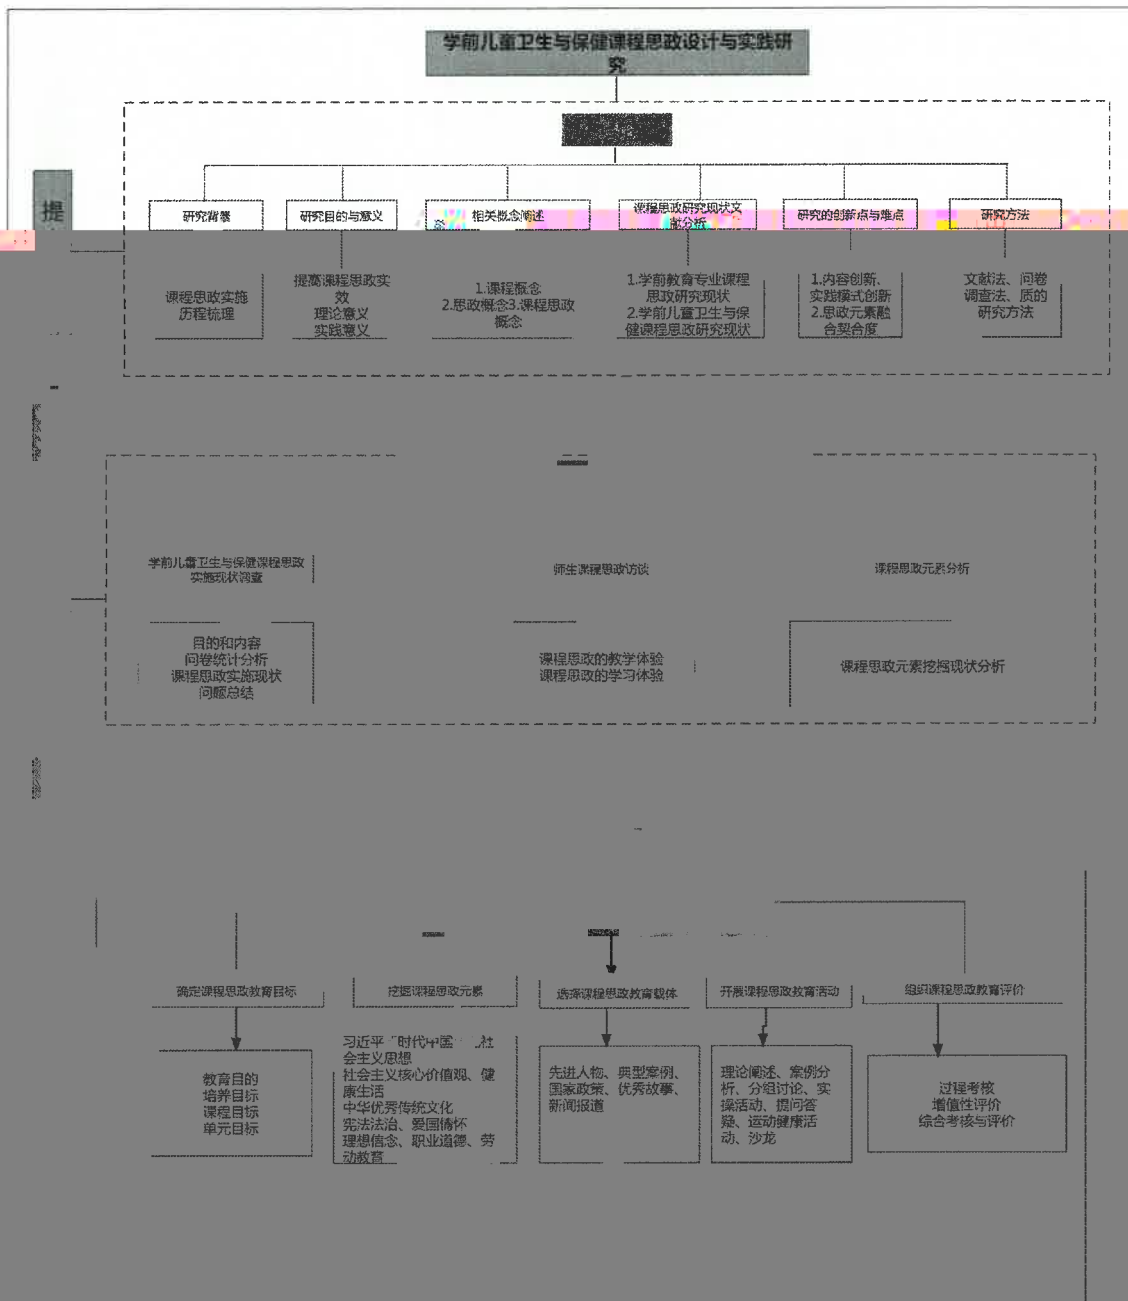 学前儿童卫生与保健课程思政设计与实践研
究
提
研究背景
研究目的与意义
相关概念阐述
课程思政研究现状文
献分析
研究的创新点与难点
研究方法
课程思政实施
历程梳理
提高课程思政实
效
理论意义
实践意义
1.课程概念
2.思政概念3.课程思政
概念
1.学前教育专业课程
思政研究现状
2.学前儿童卫生与保
健课程思政研究现状
1.内容创新、
实践模式创新
2.思政元素融
合契合度
文献法、问卷
调查法、质的
研究方法
学前儿童卫生与保健课程思政
实施现状调查
师生课程思政访谈
课程思政元素分析
目的和内容
问卷统计分析
课程思政实施现状
问题总结
课程思政的教学体验
课程思政的学习体验
课程思政元素挖掘现状分析
确定课程思政教育目标
挖掘课程思政元素
选择课程思政教育载体
开展课程思政教育活动
组织课程思政教育评价
教育目的
培养目标
课程目标
单元目标
习近平 时代中国 社
会主义思想
社会主义核心价值观、健
康生活
中华优秀传统文化
宪法法治、爱国情怀
理想信念、职业道德、劳
动教育
先进人物、典型案例、
国家政策、优秀故事、
新闻报道
理论阐述、案例分
析、分组讨论、实
操活动、提问答
疑、运动健康活
动、沙龙
过程考核
增值性评价
综合考核与评价